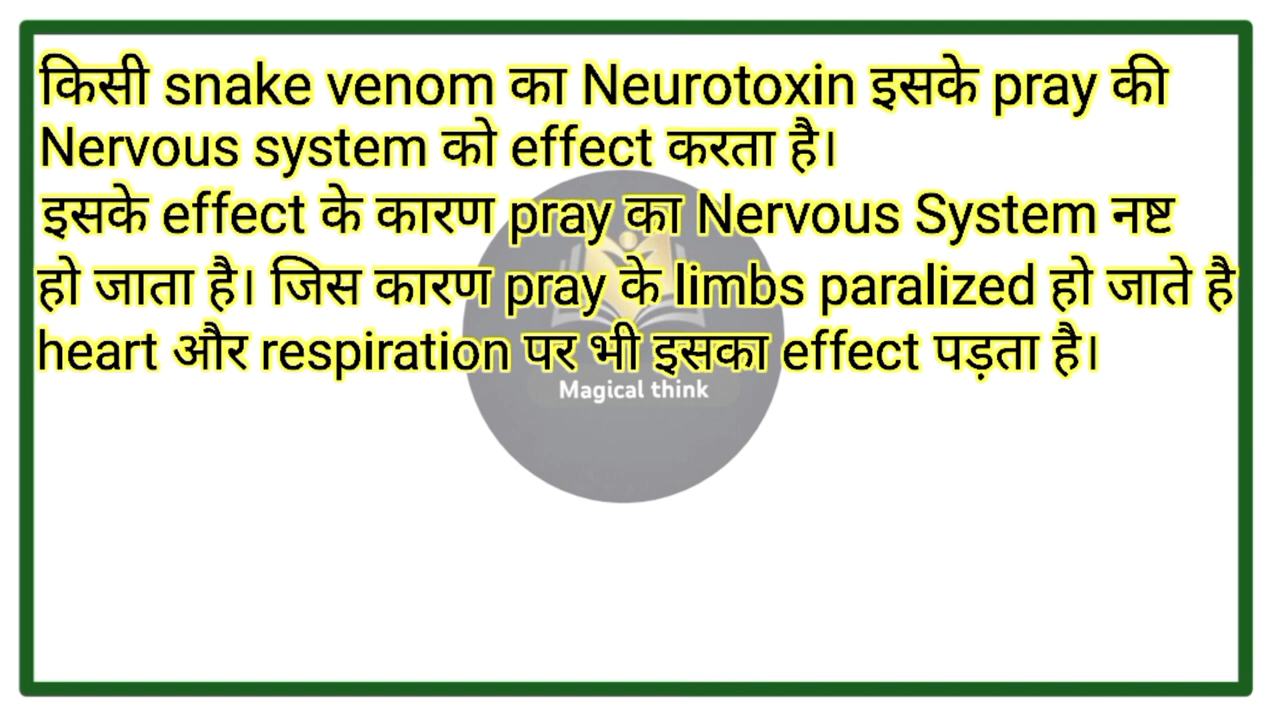 किसी snake venom का Neurotoxin इसके pray की
Nervous system को effect करता है।
इसके effect के कारण pray का Nervous System नष्ट
हो जाता है। जिस कारण pray के limbs paralized हो जाते है
heart और respiration पर भी इसका effect पड़ता है।
Magical think